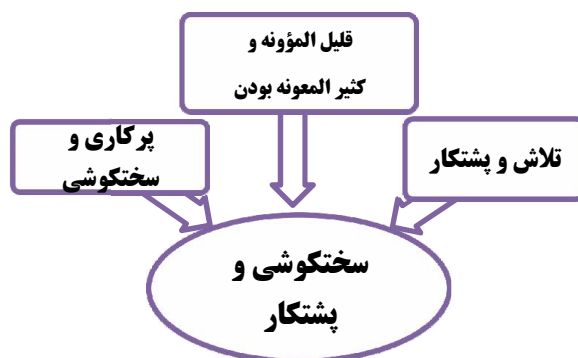 قلیل المؤونه و
کثیر المعونه بودن
تلاش و پشتکار
پرکاری و
سختکوشی
سختکوشی و
پشتکار